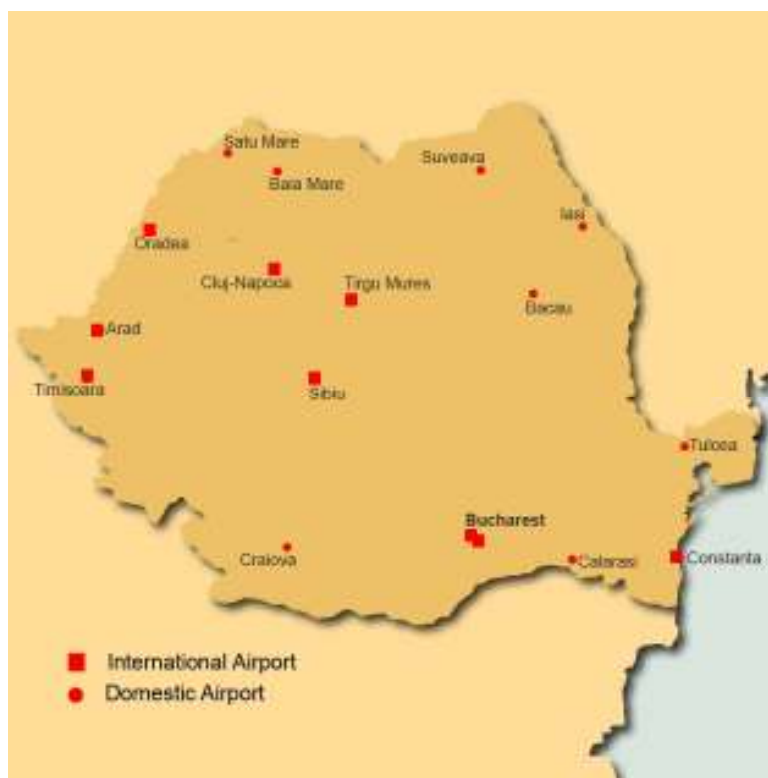 Satu Mare
Suveava
Baia Mare
Iasi
Oradea
Cluj-Napoca
Tirgu Mures
Bacau
Arad
Timisoara
Sibiu
Tulcea
Bucharest
Craiova
Calarasi
Constanta
International Airport
Domestic Airport